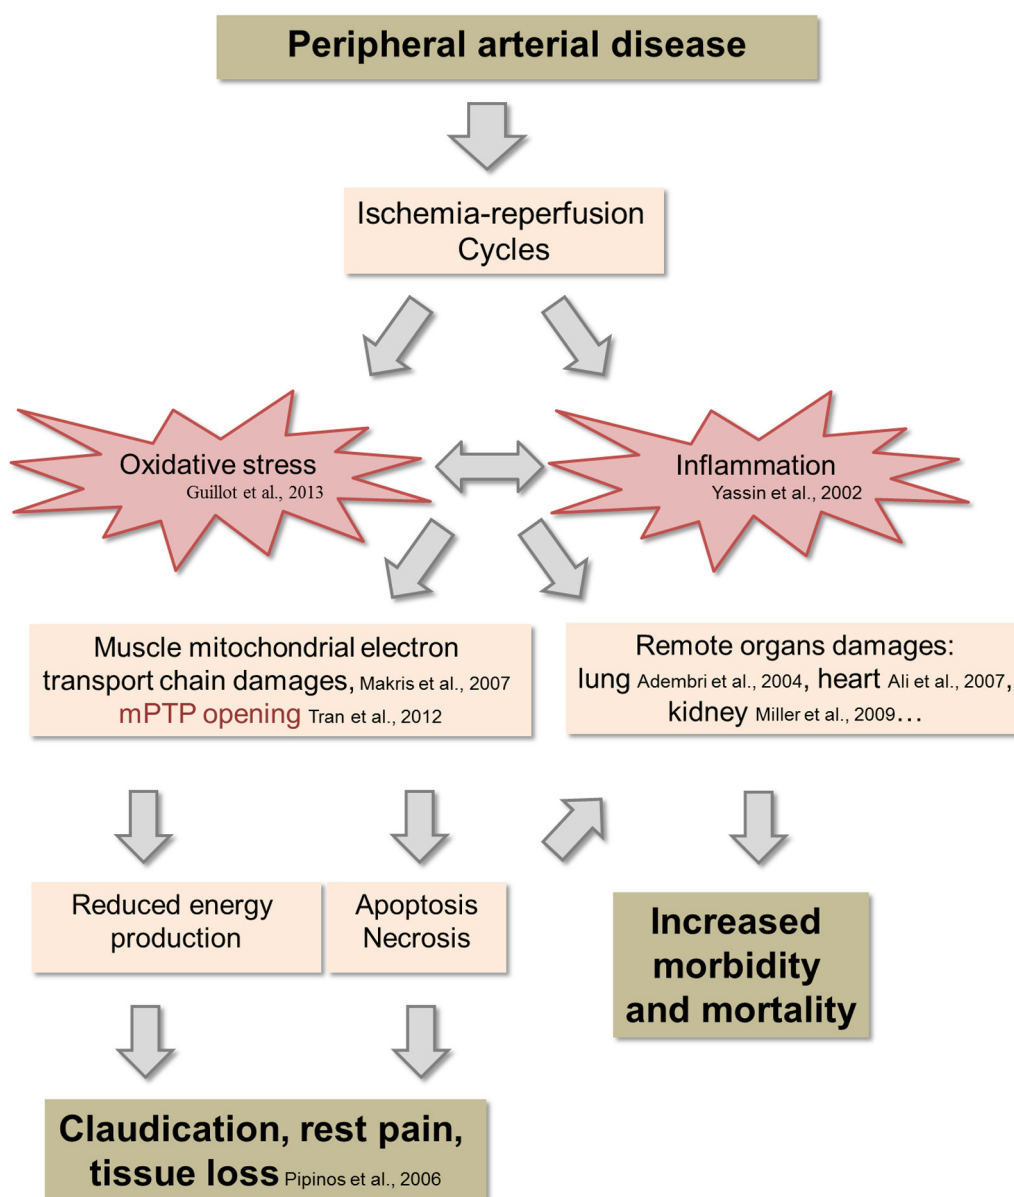 Peripheral arterial disease
Ischemia-reperfusion
Cycles
Oxidative stress
Guillot et al., 2013
Inflammation
Yassin et al., 2002
Muscle mitochondrial electron
transport chain damages, Makris et al., 2007
mPTP opening Tran et al., 2012
Remote organs damages:
lung Adembri et al., 2004, heart Ali et al., 2007,
kidney Miller et al., 2009...
Reduced energy
production
Apoptosis
Necrosis
Increased
morbidity
and mortality
Claudication, rest pain,
tissue loss Pipinos et al., 2006